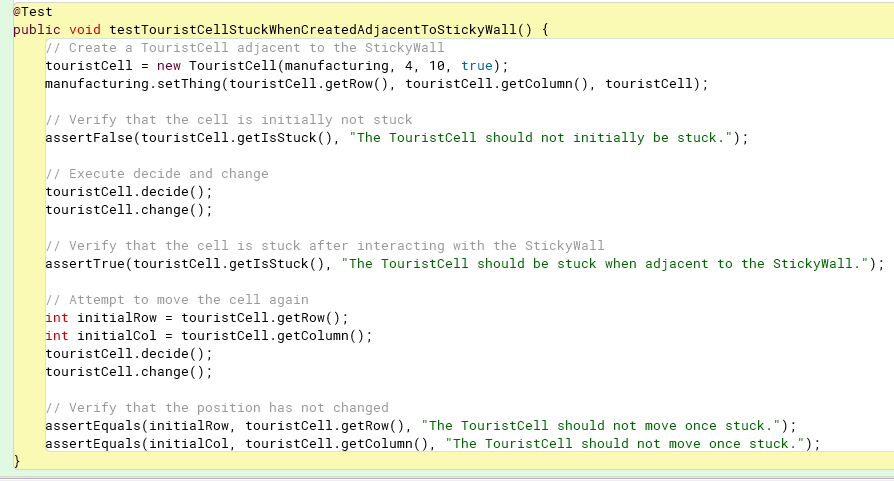 @Test
public void testTouristCellStuckWhenCreatedAdjacentToStickyWall() {
    // Create a TouristCell adjacent to the StickyWall
    touristCell = new TouristCell(manufacturing, 4, 10, true);
    manufacturing.setThing(touristCell.getRow(), touristCell.getColumn(), touristCell);

    // Verify that the cell is initially not stuck
    assertFalse(touristCell.getIsStuck(), "The TouristCell should not initially be stuck.");

    // Execute decide and change
    touristCell.decide();
    touristCell.change();

    // Verify that the cell is stuck after interacting with the StickyWall
    assertTrue(touristCell.getIsStuck(), "The TouristCell should be stuck when adjacent to the StickyWall.");

    // Attempt to move the cell again
    int initialRow = touristCell.getRow();
    int initialCol = touristCell.getColumn();
    touristCell.decide();
    touristCell.change();

    // Verify that the position has not changed
    assertEquals(initialRow, touristCell.getRow(), "The TouristCell should not move once stuck.");
    assertEquals(initialCol, touristCell.getColumn(), "The TouristCell should not move once stuck.");
}